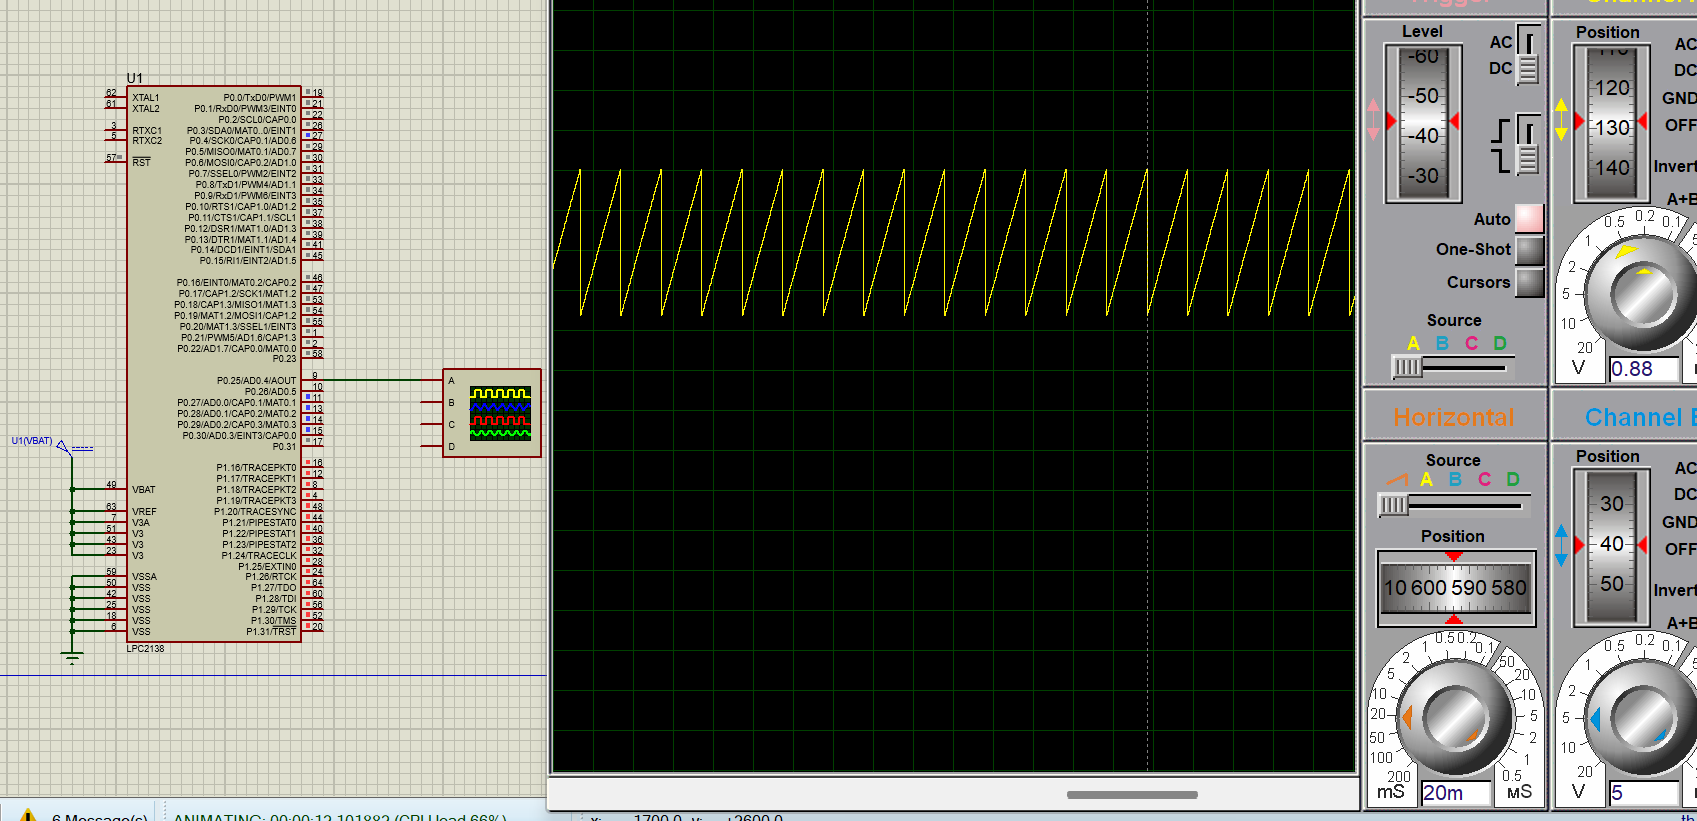 U1
62 XTAL1
61 XTAL2
3 RTXC1
5 RTXC2
57 RST
49 VBAT
63 VREF
7 V3A
51 V3
43 V3
23 V3
59 VSSA
50 VSS
42 VSS
25 VSS
18 VSS
6 VSS
P0.0/TxD0/PWM1 19
P0.1/RxD0/PWM3/EINT0 21
P0.2/SCL0/CAP0.0 22
P0.3/SDA0/MAT0..0/EINT1 26
P0.4/SCK0/CAP0.1/AD0.6 27
P0.5/MISO0/MAT0.1/AD0.7 29
P0.6/MOSI0/CAP0.2/AD1.0 30
P0.7/SSEL0/PWM2/EINT2 31
P0.8/TxD1/PWM4/AD1.1 33
P0.9/RxD1/PWM6/EINT3 34
P0.10/RTS1/CAP1.0/AD1.2 35
P0.11/CTS1/CAP1.1/SCL1 37
P0.12/DSR1/MAT1.0/AD1.3 38
P0.13/DTR1/MAT1.1/AD1.4 39
P0.14/DCD1/EINT1/SDA1 41
P0.15/RI1/EINT2/AD1.5 45
P0.16/EINT0/MAT0.2/CAP0.2 46
P0.17/CAP1.2/SCK1/MAT1.2 47
P0.18/CAP1.3/MISO1/MAT1.3 53
P0.19/MAT1.2/MOSI1/CAP1.2 54
P0.20/MAT1.3/SSEL1/EINT3 55
P0.21/PWM5/AD1.6/CAP1.3 1
P0.22/AD1.7/CAP0.0/MAT0.0 2
P0.23 58
P0.25/AD0.4/AOUT 9
P0.26/AD0.5 10
P0.27/AD0.0/CAP0.1/MAT0.1 11
P0.28/AD0.1/CAP0.2/MAT0.2 13
P0.29/AD0.2/CAP0.3/MAT0.3 14
P0.30/AD0.3/EINT3/CAP0.0 15
P0.31 17
P1.16/TRACEPKT0 16
P1.17/TRACEPKT1 12
P1.18/TRACEPKT2 8
P1.19/TRACEPKT3 4
P1.20/TRACESYNC 48
P1.21/PIPESTAT0 44
P1.22/PIPESTAT1 40
P1.23/PIPESTAT2 36
P1.24/TRACECLK 32
P1.25/EXTIN0 28
P1.26/RTCK 24
P1.27/TDO 64
P1.28/TDI 60
P1.29/TCK 56
P1.30/TMS 52
P1.31/TRST 20
LPC2138
U1(VBAT)
A
B
C
D
6 Message(s)
ANIMATING: 00:00:12.101882 (CPU load 66%)
x: -1700.0 y: +2600.0
Trigger
Level
-60
-50
-40
-30
AC
DC
Auto
One-Shot
Cursors
Source
A B C D
Horizontal
Source
A B C D
Position
10 600 590 580
200 100 50 20 10 5 2 1 0.5 0.2 0.1 50 20 10 5 2 1 0.5
mS 20m µS
Channel
Position
110
120
130
140
AC
DC
GND
OFF
Invert
A+B
20 10 5 2 1 0.5 0.2 0.1
V 0.88
Channel B
Position
30
40
50
AC
DC
GND
OFF
Invert
A+B
20 10 5 2 1 0.5 0.2 0.1
V 5
th